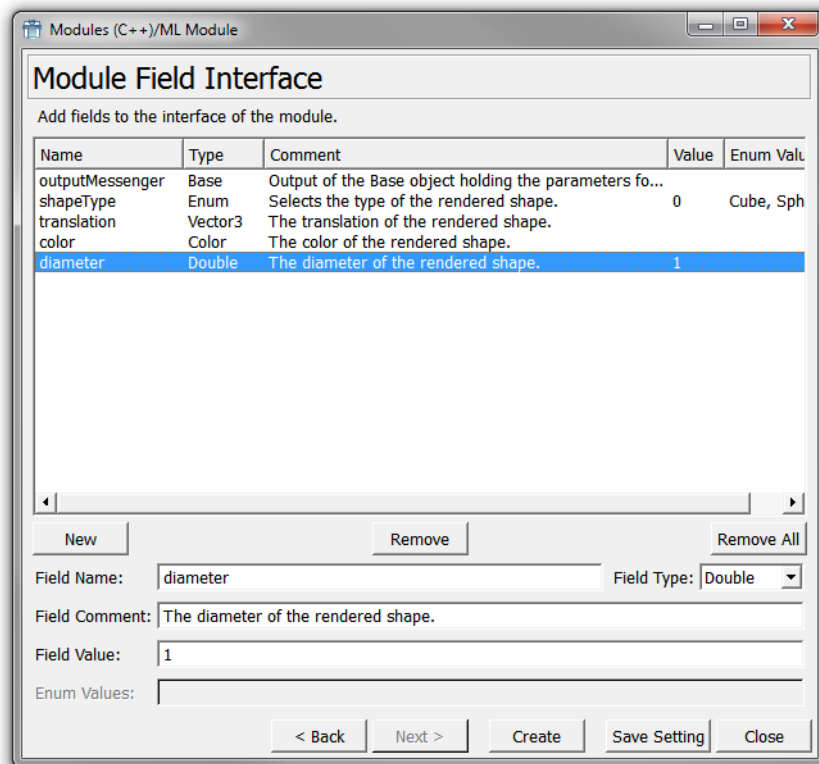 Modules (C++)/ML Module
Module Field Interface
Add fields to the interface of the module.
Name Type Comment Value Enum Valu
outputMessenger Base Output of the Base object holding the parameters fo...
shapeType Enum Selects the type of the rendered shape. 0 Cube, Sph
translation Vector3 The translation of the rendered shape.
color Color The color of the rendered shape.
diameter Double The diameter of the rendered shape. 1
New Remove Remove All
Field Name: diameter Field Type: Double
Field Comment: The diameter of the rendered shape.
Field Value: 1
Enum Values:
< Back Next > Create Save Setting Close